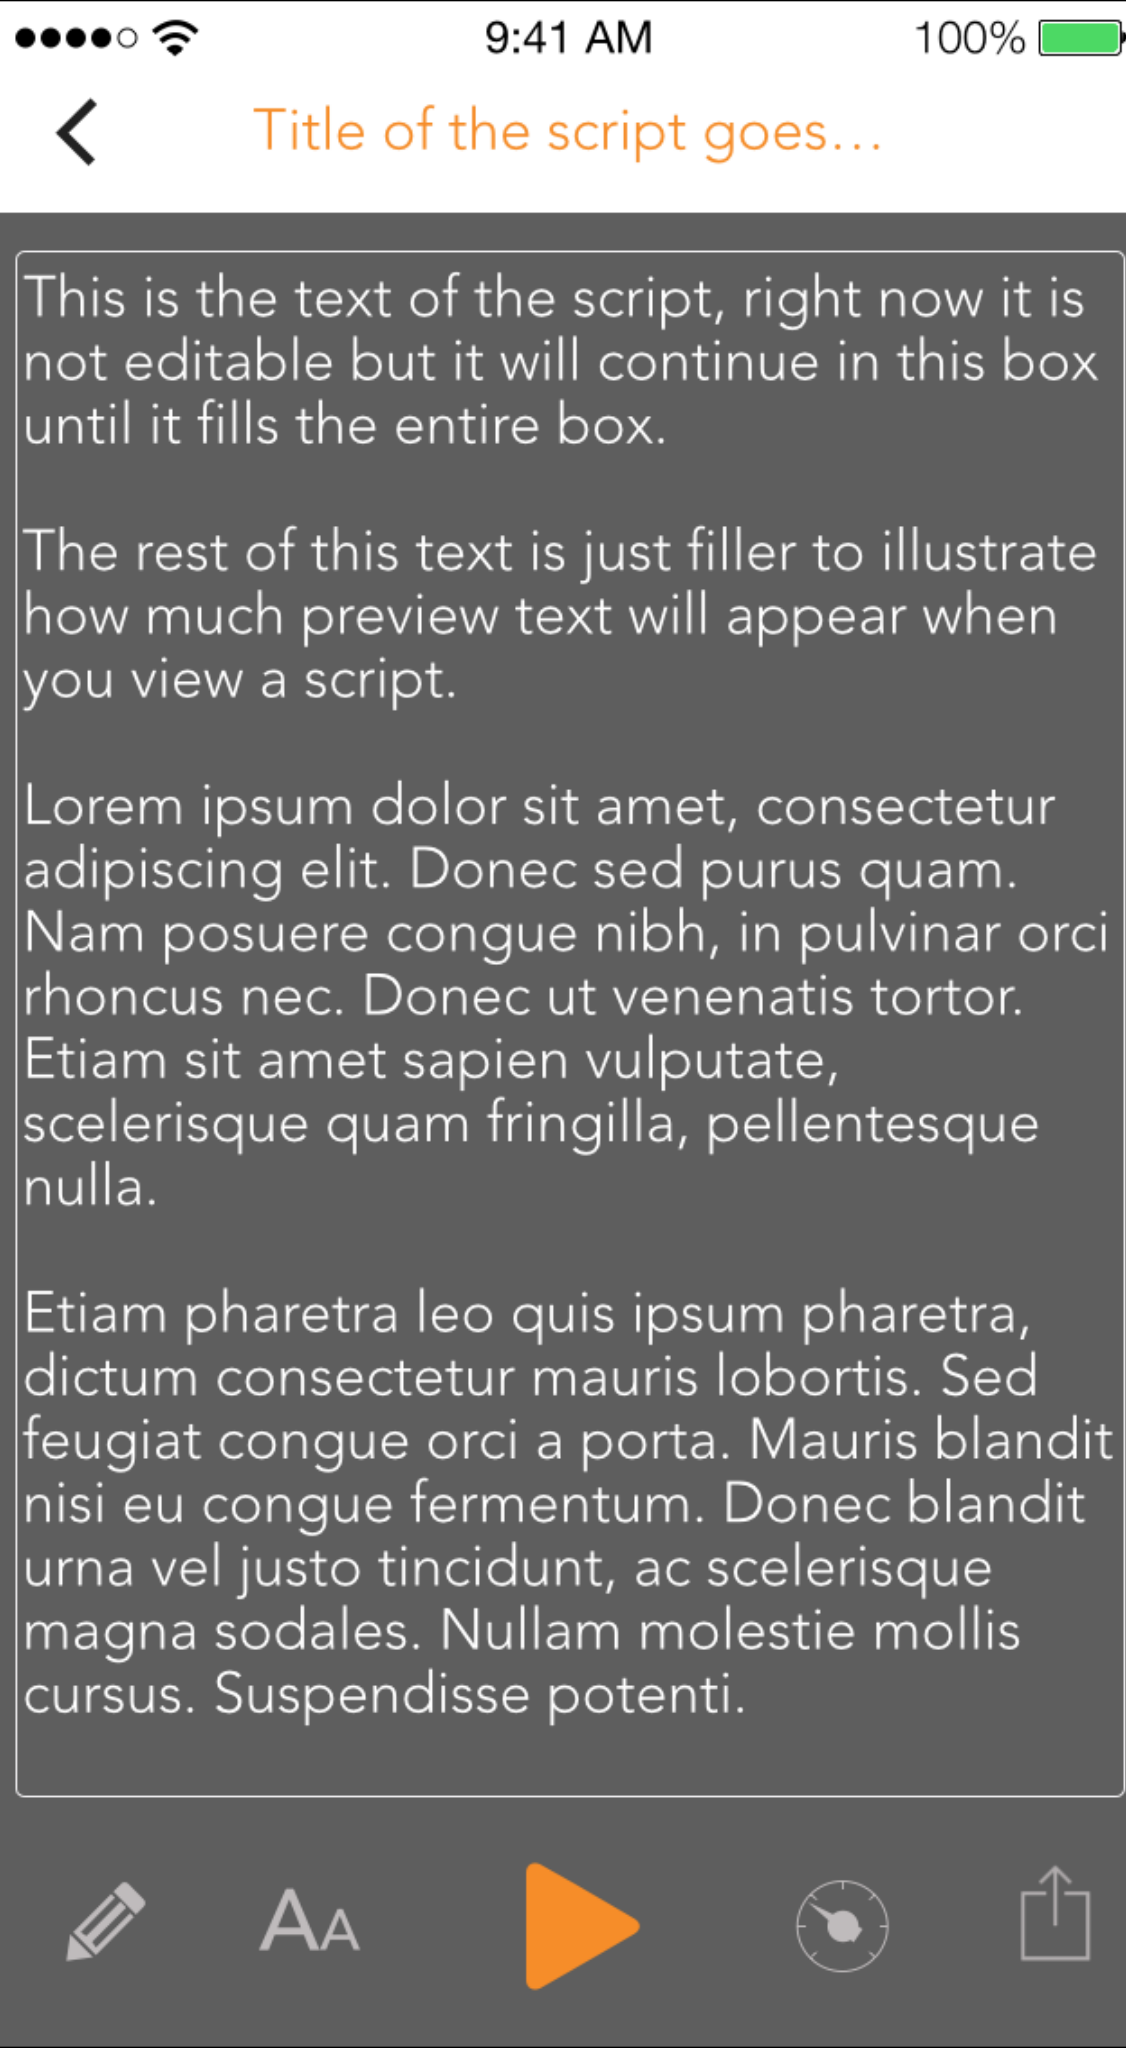 9:41 AM
100%
Title of the script goes...
This is the text of the script, right now it is
not editable but it will continue in this box
until it fills the entire box.
The rest of this text is just filler to illustrate
how much preview text will appear when
you view a script.
Lorem ipsum dolor sit amet, consectetur
adipiscing elit. Donec sed purus quam.
Nam posuere congue nibh, in pulvinar orci
rhoncus nec. Donec ut venenatis tortor.
Etiam sit amet sapien vulputate,
scelerisque quam fringilla, pellentesque
nulla.
Etiam pharetra leo quis ipsum pharetra,
dictum consectetur mauris lobortis. Sed
feugiat congue orci a porta. Mauris blandit
nisi eu congue fermentum. Donec blandit
urna vel justo tincidunt, ac scelerisque
magna sodales. Nullam molestie mollis
cursus. Suspendisse potenti.
AA